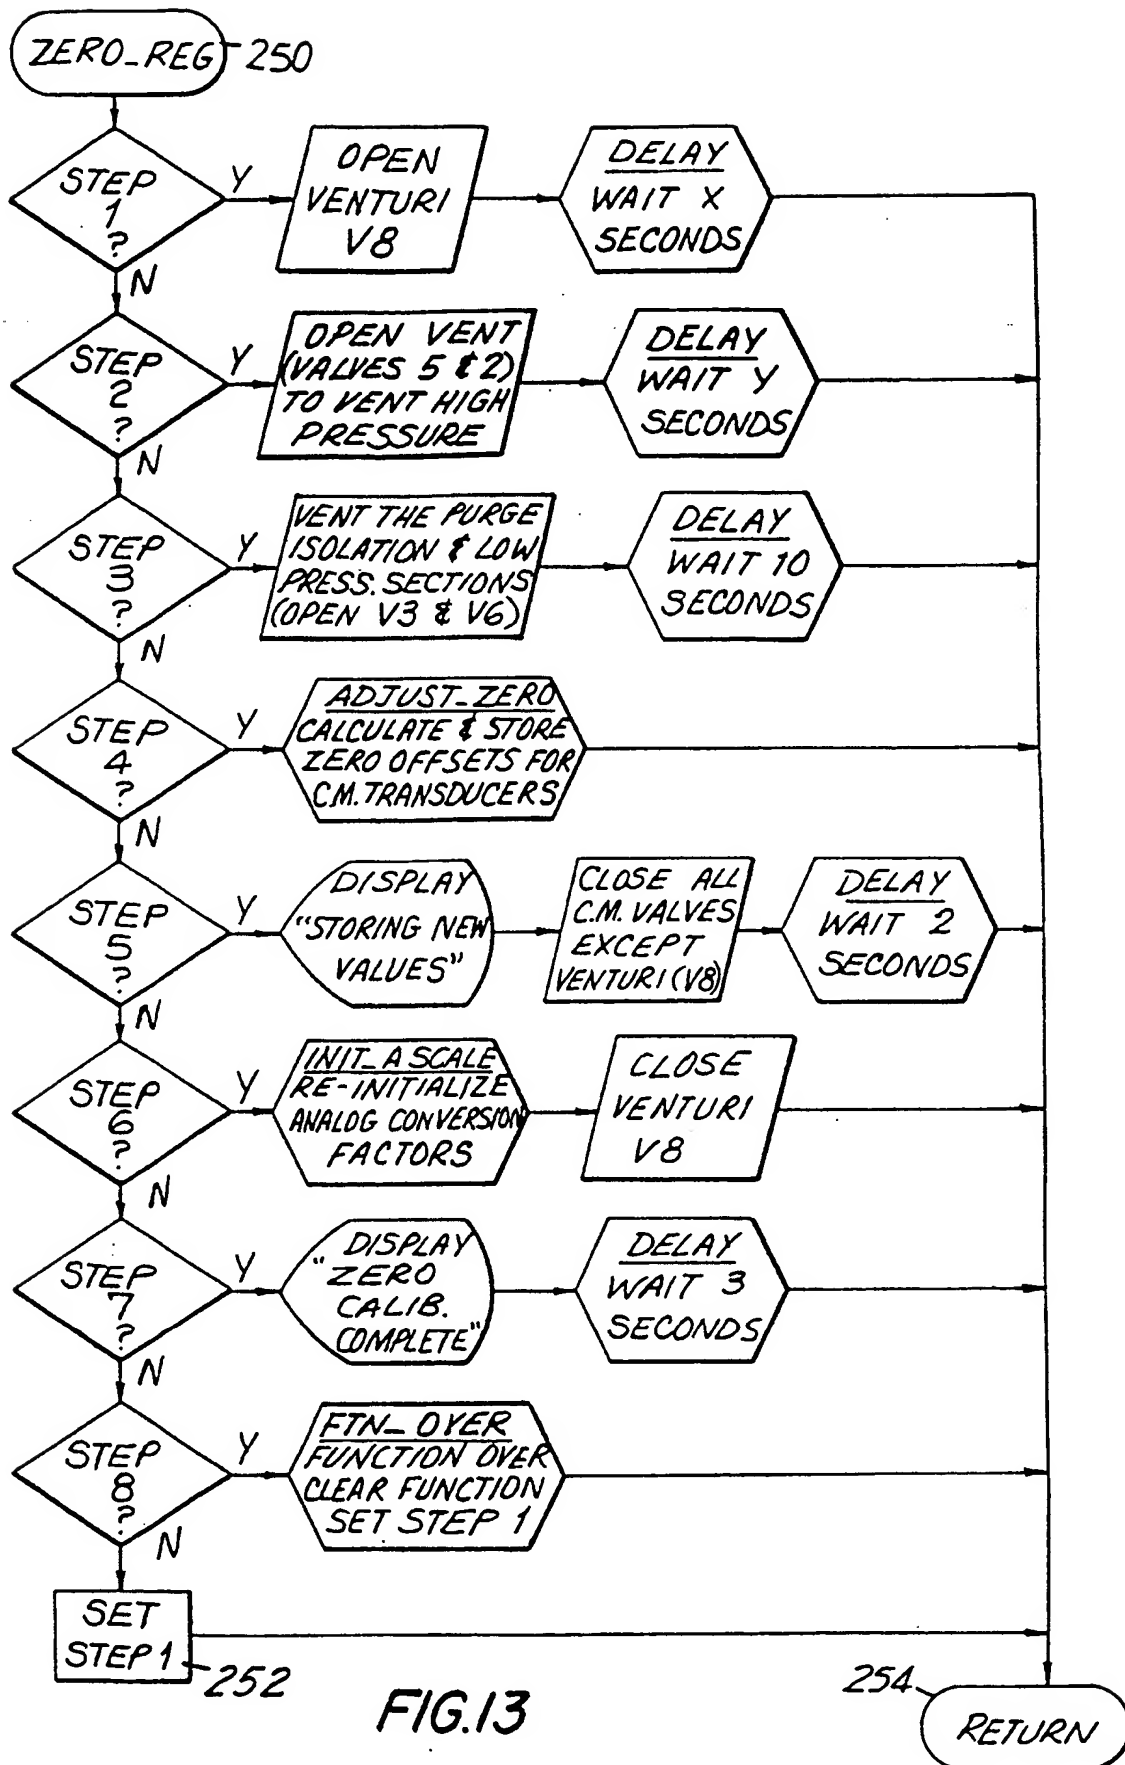 ZERO_REG 250
STEP
1
?
Y
N
OPEN
VENTURI
V8
DELAY
WAIT X
SECONDS
STEP
2
?
Y
N
OPEN VENT
(VALVES 5 & 2)
TO VENT HIGH
PRESSURE
DELAY
WAIT Y
SECONDS
STEP
3
?
Y
N
VENT THE PURGE
ISOLATION & LOW
PRESS. SECTIONS
(OPEN V3 & V6)
DELAY
WAIT 10
SECONDS
STEP
4
?
Y
N
ADJUST_ZERO
CALCULATE & STORE
ZERO OFFSETS FOR
C.M. TRANSDUCERS
STEP
5
?
Y
N
DISPLAY
"STORING NEW
VALUES"
CLOSE ALL
C.M. VALVES
EXCEPT
VENTURI (V8)
DELAY
WAIT 2
SECONDS
STEP
6
?
Y
N
INIT_A SCALE
RE-INITIALIZE
ANALOG CONVERSION
FACTORS
CLOSE
VENTURI
V8
STEP
7
?
Y
N
DISPLAY
"ZERO
CALIB.
COMPLETE"
DELAY
WAIT 3
SECONDS
STEP
8
?
Y
N
FTN_OVER
FUNCTION OVER
CLEAR FUNCTION
SET STEP 1
SET
STEP 1
252
254
RETURN
FIG.13